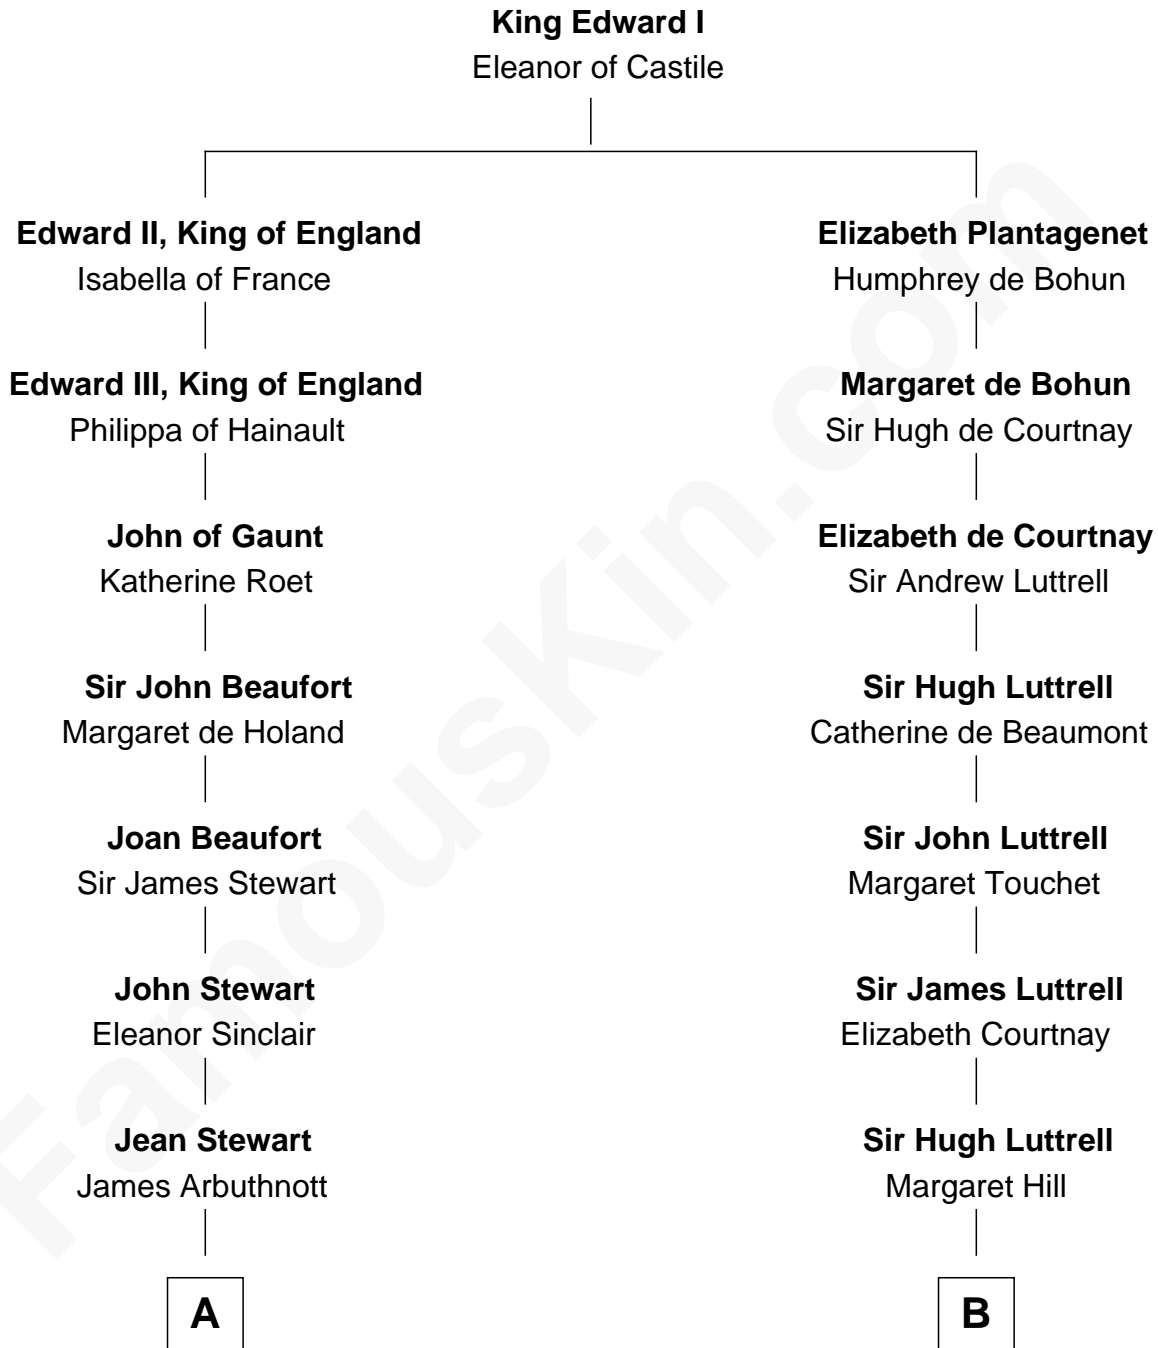 King Edward I
Eleanor of Castile
Edward II, King of England
Isabella of France
Edward III, King of England
Philippa of Hainault
John of Gaunt
Katherine Roet
Sir John Beaufort
Margaret de Holand
Joan Beaufort
Sir James Stewart
John Stewart
Eleanor Sinclair
Jean Stewart
James Arbuthnott
A
Elizabeth Plantagenet
Humphrey de Bohun
Margaret de Bohun
Sir Hugh de Courtnay
Elizabeth de Courtnay
Sir Andrew Luttrell
Sir Hugh Luttrell
Catherine de Beaumont
Sir John Luttrell
Margaret Touchet
Sir James Luttrell
Elizabeth Courtnay
Sir Hugh Luttrell
Margaret Hill
B
FamousKin.com